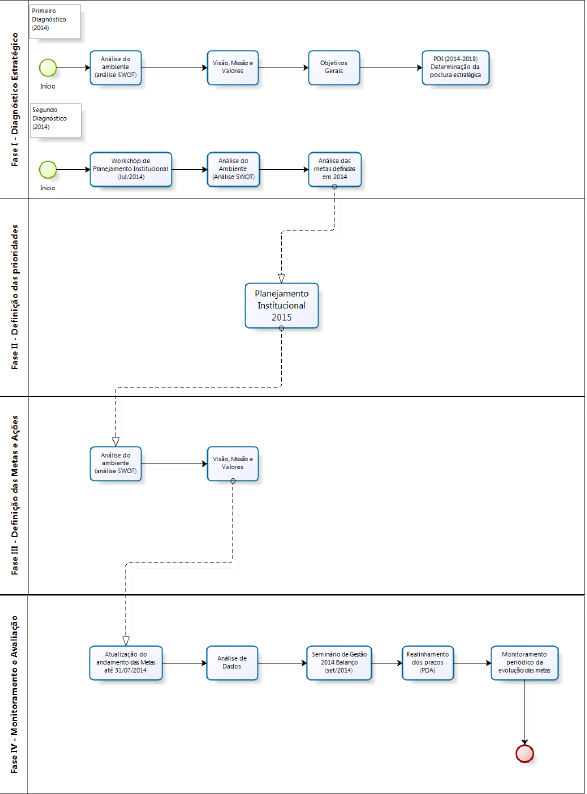 Fase I - Diagnóstico Estratégico
Primeiro
Diagnóstico
(2014)
Início
Análise do
ambiente
(análise SWOT)
Visão, Missão e
Valores
Objetivos
Gerais
PDI (2014-2018)
Determinação da
postura estratégica
Segundo
Diagnóstico
(2014)
Início
Workshop de
Planejamento Institucional
(Jul/2014)
Análise do
Ambiente
(Análise SWOT)
Análise das
metas definidas
em 2014
Fase II - Definição das prioridades
Planejamento
Institucional
2015
Fase III - Definição das Metas e Ações
Análise do
ambiente
(análise SWOT)
Visão, Missão e
Valores
Fase IV - Monitoramento e Avaliação
Atualização do
andamento das Metas
até 31/07/2014
Análise de
Dados
Seminário de Gestão
2014 Balanço
(set/2014)
Realinhamento
dos prazos
(PDA)
Monitoramento
periódico da
evolução das metas